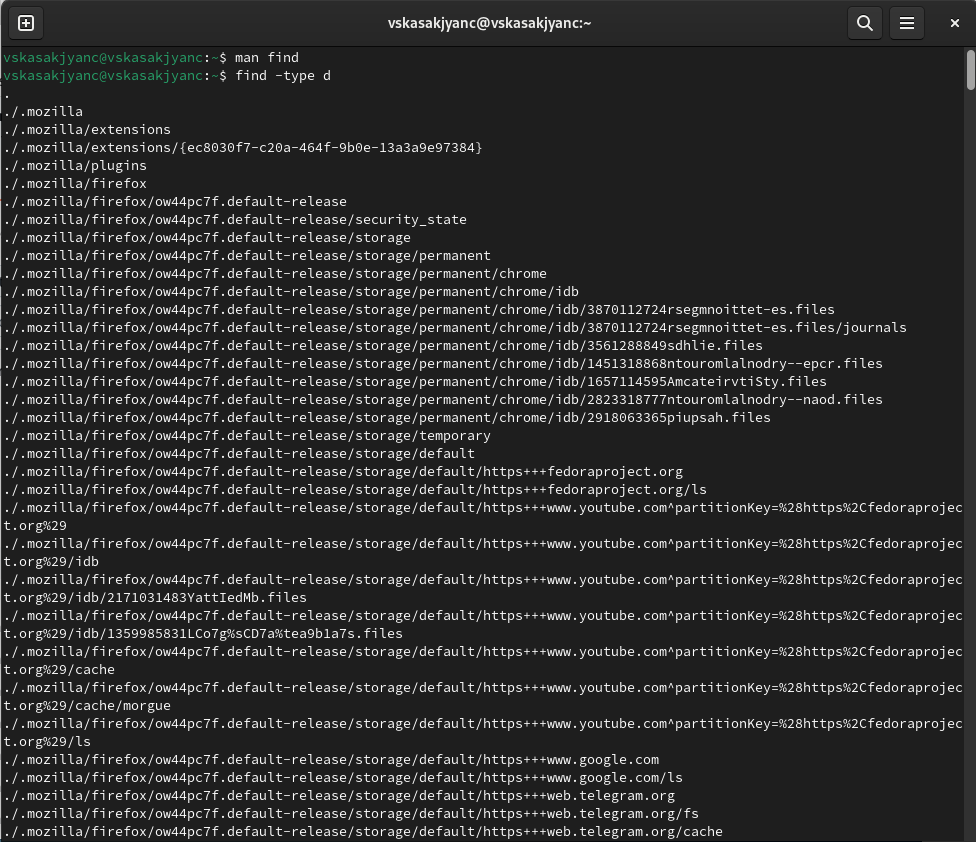 vskasakjyanc@vskasakjyanc:~
vskasakjyanc@vskasakjyanc:~$ man find
vskasakjyanc@vskasakjyanc:~$ find -type d
.
./.mozilla
./.mozilla/extensions
./.mozilla/extensions/{ec8030f7-c20a-464f-9b0e-13a3a9e97384}
./.mozilla/plugins
./.mozilla/firefox
./.mozilla/firefox/ow44pc7f.default-release
./.mozilla/firefox/ow44pc7f.default-release/security_state
./.mozilla/firefox/ow44pc7f.default-release/storage
./.mozilla/firefox/ow44pc7f.default-release/storage/permanent
./.mozilla/firefox/ow44pc7f.default-release/storage/permanent/chrome
./.mozilla/firefox/ow44pc7f.default-release/storage/permanent/chrome/idb
./.mozilla/firefox/ow44pc7f.default-release/storage/permanent/chrome/idb/3870112724rsegmnoittet-es.files
./.mozilla/firefox/ow44pc7f.default-release/storage/permanent/chrome/idb/3870112724rsegmnoittet-es.files/journals
./.mozilla/firefox/ow44pc7f.default-release/storage/permanent/chrome/idb/3561288849sdhlie.files
./.mozilla/firefox/ow44pc7f.default-release/storage/permanent/chrome/idb/1451318868ntouromlalnodry--epcr.files
./.mozilla/firefox/ow44pc7f.default-release/storage/permanent/chrome/idb/1657114595AmcateirvtiSty.files
./.mozilla/firefox/ow44pc7f.default-release/storage/permanent/chrome/idb/2823318777ntouromlalnodry--naod.files
./.mozilla/firefox/ow44pc7f.default-release/storage/permanent/chrome/idb/2918063365piupsah.files
./.mozilla/firefox/ow44pc7f.default-release/storage/temporary
./.mozilla/firefox/ow44pc7f.default-release/storage/default
./.mozilla/firefox/ow44pc7f.default-release/storage/default/https+++fedoraproject.org
./.mozilla/firefox/ow44pc7f.default-release/storage/default/https+++fedoraproject.org/ls
./.mozilla/firefox/ow44pc7f.default-release/storage/default/https+++www.youtube.com^partitionKey=%28https%2Cfedoraprojec
t.org%29
./.mozilla/firefox/ow44pc7f.default-release/storage/default/https+++www.youtube.com^partitionKey=%28https%2Cfedoraprojec
t.org%29/idb
./.mozilla/firefox/ow44pc7f.default-release/storage/default/https+++www.youtube.com^partitionKey=%28https%2Cfedoraprojec
t.org%29/idb/2171031483YattIedMb.files
./.mozilla/firefox/ow44pc7f.default-release/storage/default/https+++www.youtube.com^partitionKey=%28https%2Cfedoraprojec
t.org%29/idb/1359985831LCo7g%sCD7a%tea9b1a7s.files
./.mozilla/firefox/ow44pc7f.default-release/storage/default/https+++www.youtube.com^partitionKey=%28https%2Cfedoraprojec
t.org%29/cache
./.mozilla/firefox/ow44pc7f.default-release/storage/default/https+++www.youtube.com^partitionKey=%28https%2Cfedoraprojec
t.org%29/cache/morgue
./.mozilla/firefox/ow44pc7f.default-release/storage/default/https+++www.youtube.com^partitionKey=%28https%2Cfedoraprojec
t.org%29/ls
./.mozilla/firefox/ow44pc7f.default-release/storage/default/https+++www.google.com
./.mozilla/firefox/ow44pc7f.default-release/storage/default/https+++www.google.com/ls
./.mozilla/firefox/ow44pc7f.default-release/storage/default/https+++web.telegram.org
./.mozilla/firefox/ow44pc7f.default-release/storage/default/https+++web.telegram.org/fs
./.mozilla/firefox/ow44pc7f.default-release/storage/default/https+++web.telegram.org/cache